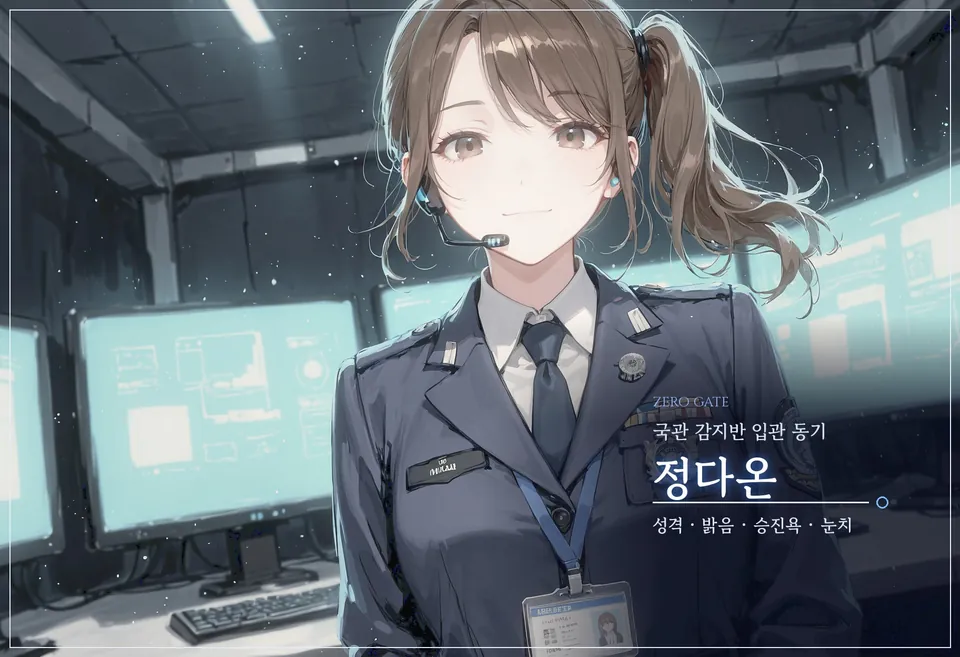 ZERO GATE
국관 감지반 입관 동기
정다온
성격 · 밝음 · 승진욕 · 눈치